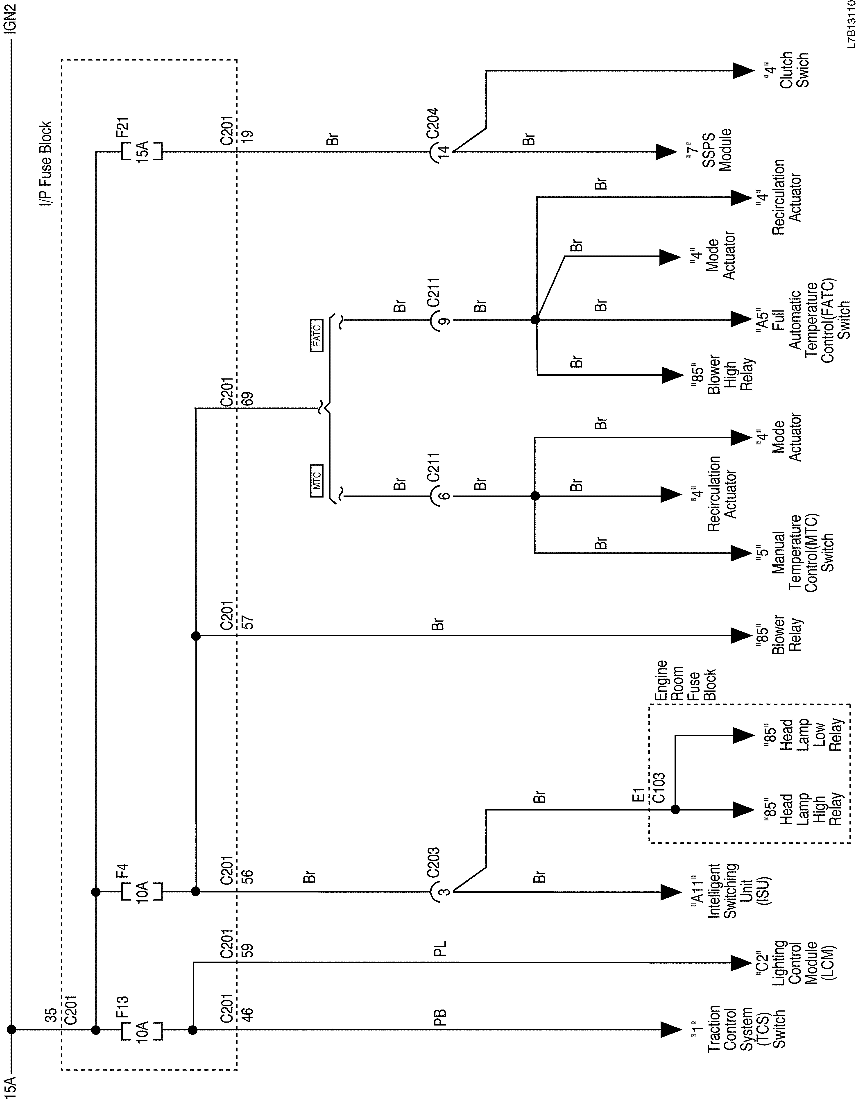 15A
IGN2
35
C201
I/P Fuse Block
F13
10A
F4
10A
F21
15A
C201
46
C201
59
C201
56
C201
57
C201
69
C201
19
PB
PL
Br
Br
Br
MTC
FATC
Br
Br
C203
3
C211
6
C211
9
C204
14
Br
Br
Br
Br
Br
Br
Br
Br
Br
Br
Br
Br
Br
E1
C103
Engine
Room
Fuse
Block
"1"
Traction
Control
System
(TCS)
Switch
"C2"
Lighting
Control
Module
(LCM)
"A11"
Intelligent
Switching
Unit
(ISU)
"85"
Head
Lamp
High
Relay
"85"
Head
Lamp
Low
Relay
"85"
Blower
Relay
"5"
Manual
Temperature
Control(MTC)
Switch
"4"
Recirculation
Actuator
"4"
Mode
Actuator
"85"
Blower
High
Relay
"A5"
Full
Automatic
Temperature
Control(FATC)
Switch
"4"
Mode
Actuator
"4"
Recirculation
Actuator
"7"
SSPS
Module
"4"
Clutch
Swich
L7B13110